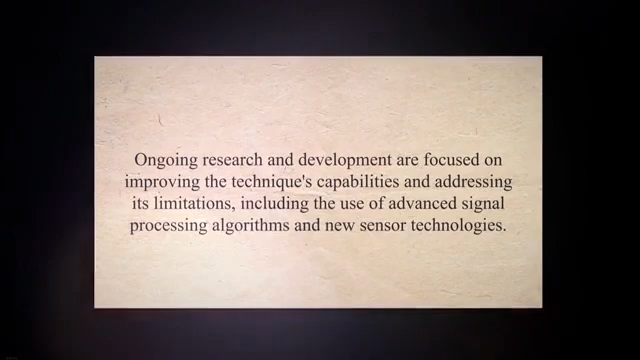 Ongoing research and development are focused on
improving the technique's capabilities and addressing
its limitations, including the use of advanced signal
processing algorithms and new sensor technologies.